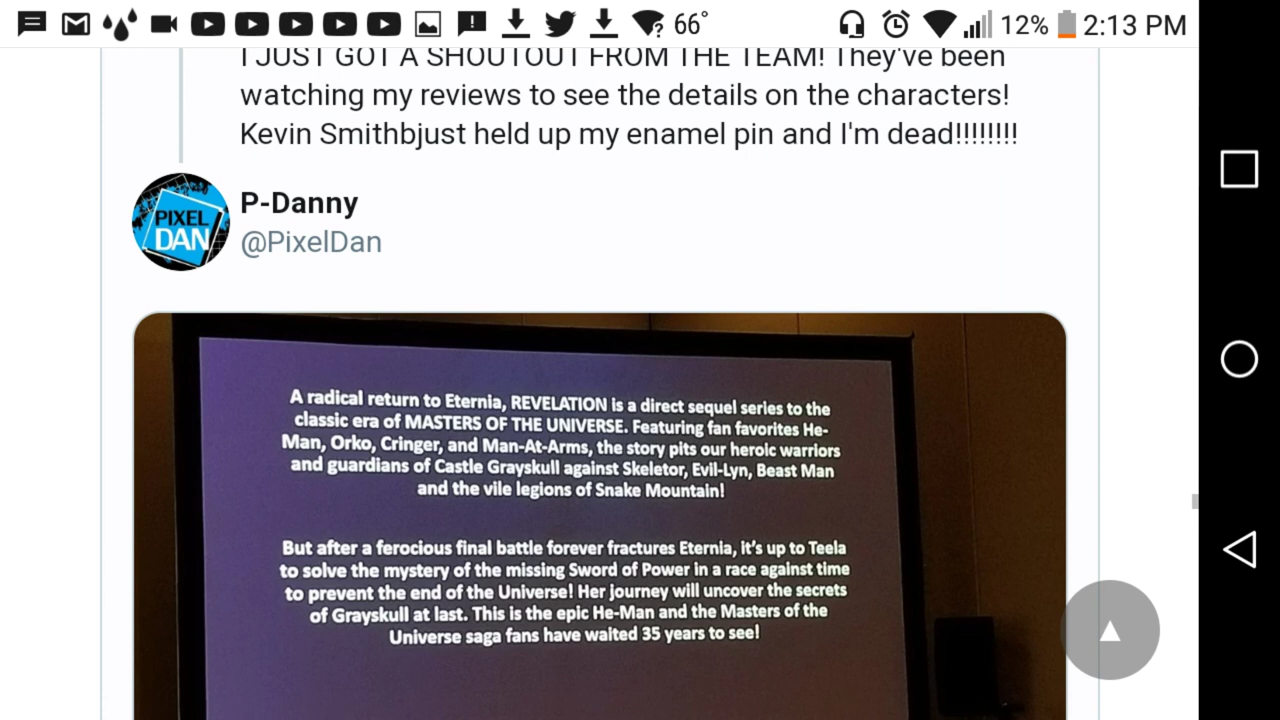 66°
12%
2:13 PM
I JUST GOT A SHOUTOUT FROM THE TEAM! They've been
watching my reviews to see the details on the characters!
Kevin Smithbjust held up my enamel pin and I'm dead!!!!!!!!
PIXEL
DAN
P-Danny
@PixelDan
A radical return to Eternia, REVELATION is a direct sequel series to the
classic era of MASTERS OF THE UNIVERSE. Featuring fan favorites He-
Man, Orko, Cringer, and Man-At-Arms, the story pits our heroic warriors
and guardians of Castle Grayskull against Skeletor, Evil-Lyn, Beast Man
and the vile legions of Snake Mountain!
But after a ferocious final battle forever fractures Eternia, it's up to Teela
to solve the mystery of the missing Sword of Power in a race against time
to prevent the end of the Universe! Her journey will uncover the secrets
of Grayskull at last. This is the epic He-Man and the Masters of the
Universe saga fans have waited 35 years to see!